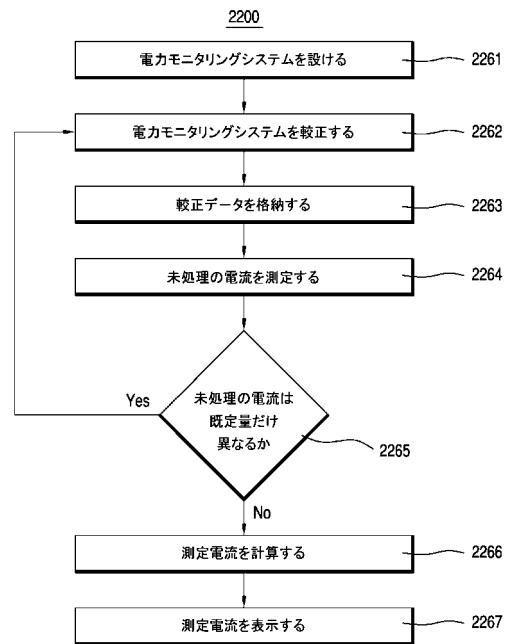 2200
電力モニタリングシステムを設ける 2261
電力モニタリングシステムを較正する 2262
較正データを格納する 2263
未処理の電流を測定する 2264
Yes
未処理の電流は
既定量だけ
異なるか
2265
No
測定電流を計算する 2266
測定電流を表示する 2267